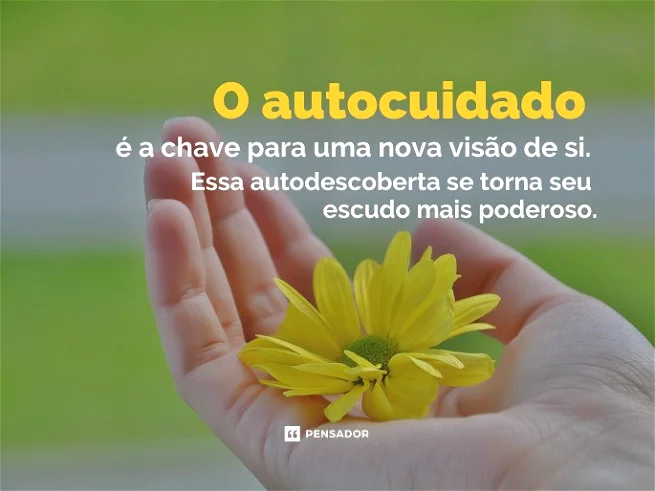 O autocuidado
é a chave para uma nova visão de si.
Essa autodescoberta se torna seu
escudo mais poderoso.
PENSADOR